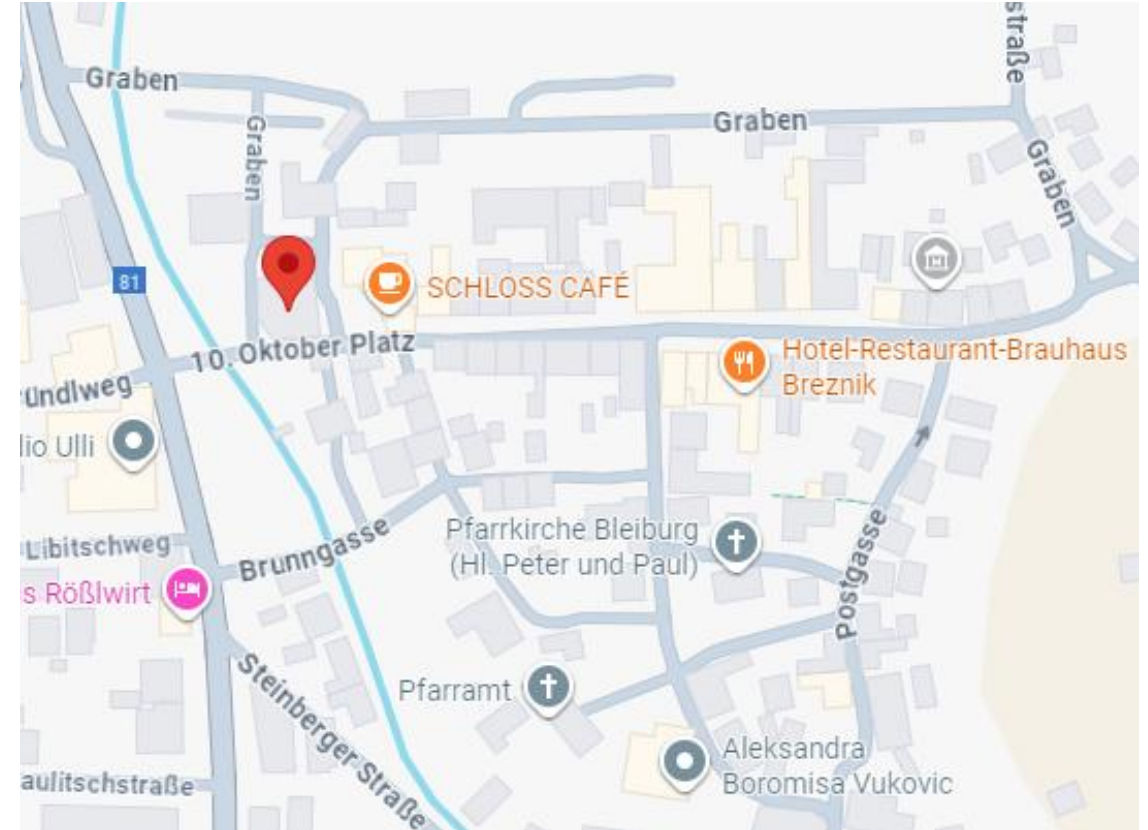 straße
Graben
Graben
Graben
Graben
81
SCHLOSS CAFÉ
10. Oktober Platz
Hotel-Restaurant-Brauhaus
Breznik
ündlweg
io Ulli
Pfarrkirche Bleiburg
(Hl. Peter und Paul)
Libitschweg
Brunngasse
s Rößlwirt
Postgasse
Pfarramt
Steinberger Straße
Aleksandra
Boromisa Vukovic
aulitschstraße